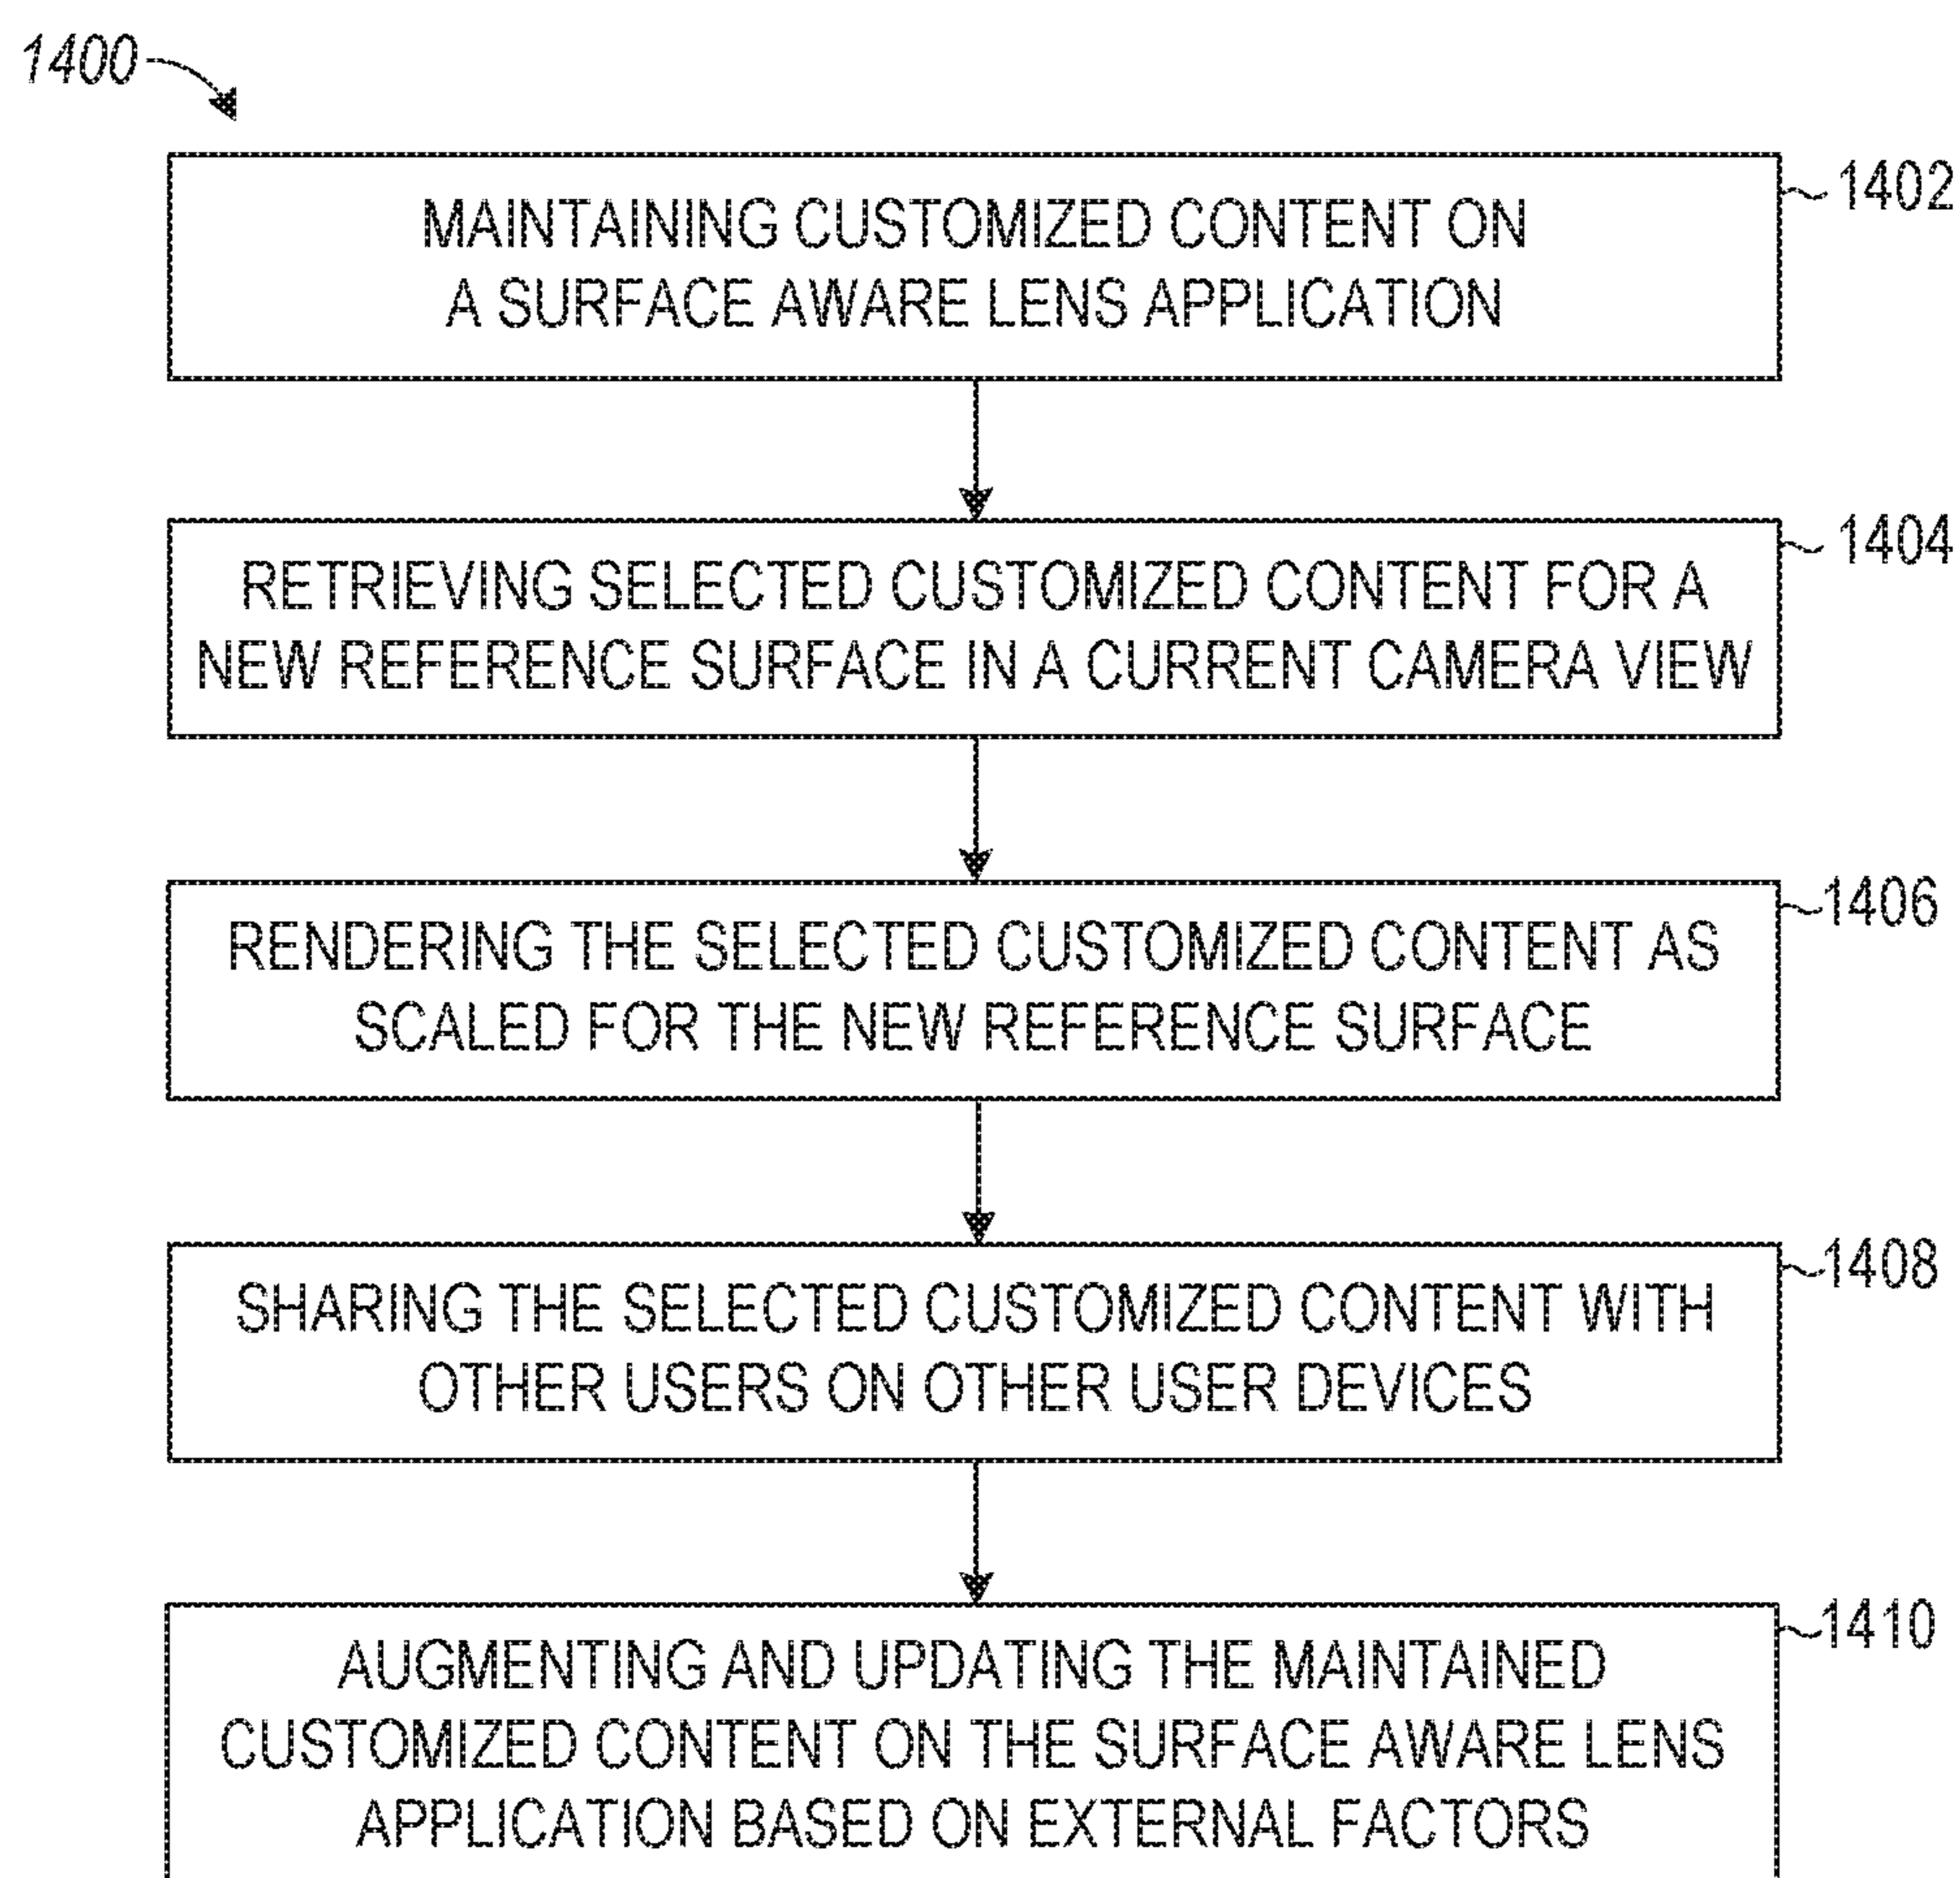 1400
1402
MAINTAINING CUSTOMIZED CONTENT ON
A SURFACE AWARE LENS APPLICATION
1404
RETRIEVING SELECTED CUSTOMIZED CONTENT FOR A
NEW REFERENCE SURFACE IN A CURRENT CAMERA VIEW
1406
RENDERING THE SELECTED CUSTOMIZED CONTENT AS
SCALED FOR THE NEW REFERENCE SURFACE
1408
SHARING THE SELECTED CUSTOMIZED CONTENT WITH
OTHER USERS ON OTHER USER DEVICES
1410
AUGMENTING AND UPDATING THE MAINTAINED
CUSTOMIZED CONTENT ON THE SURFACE AWARE LENS
APPLICATION BASED ON EXTERNAL FACTORS